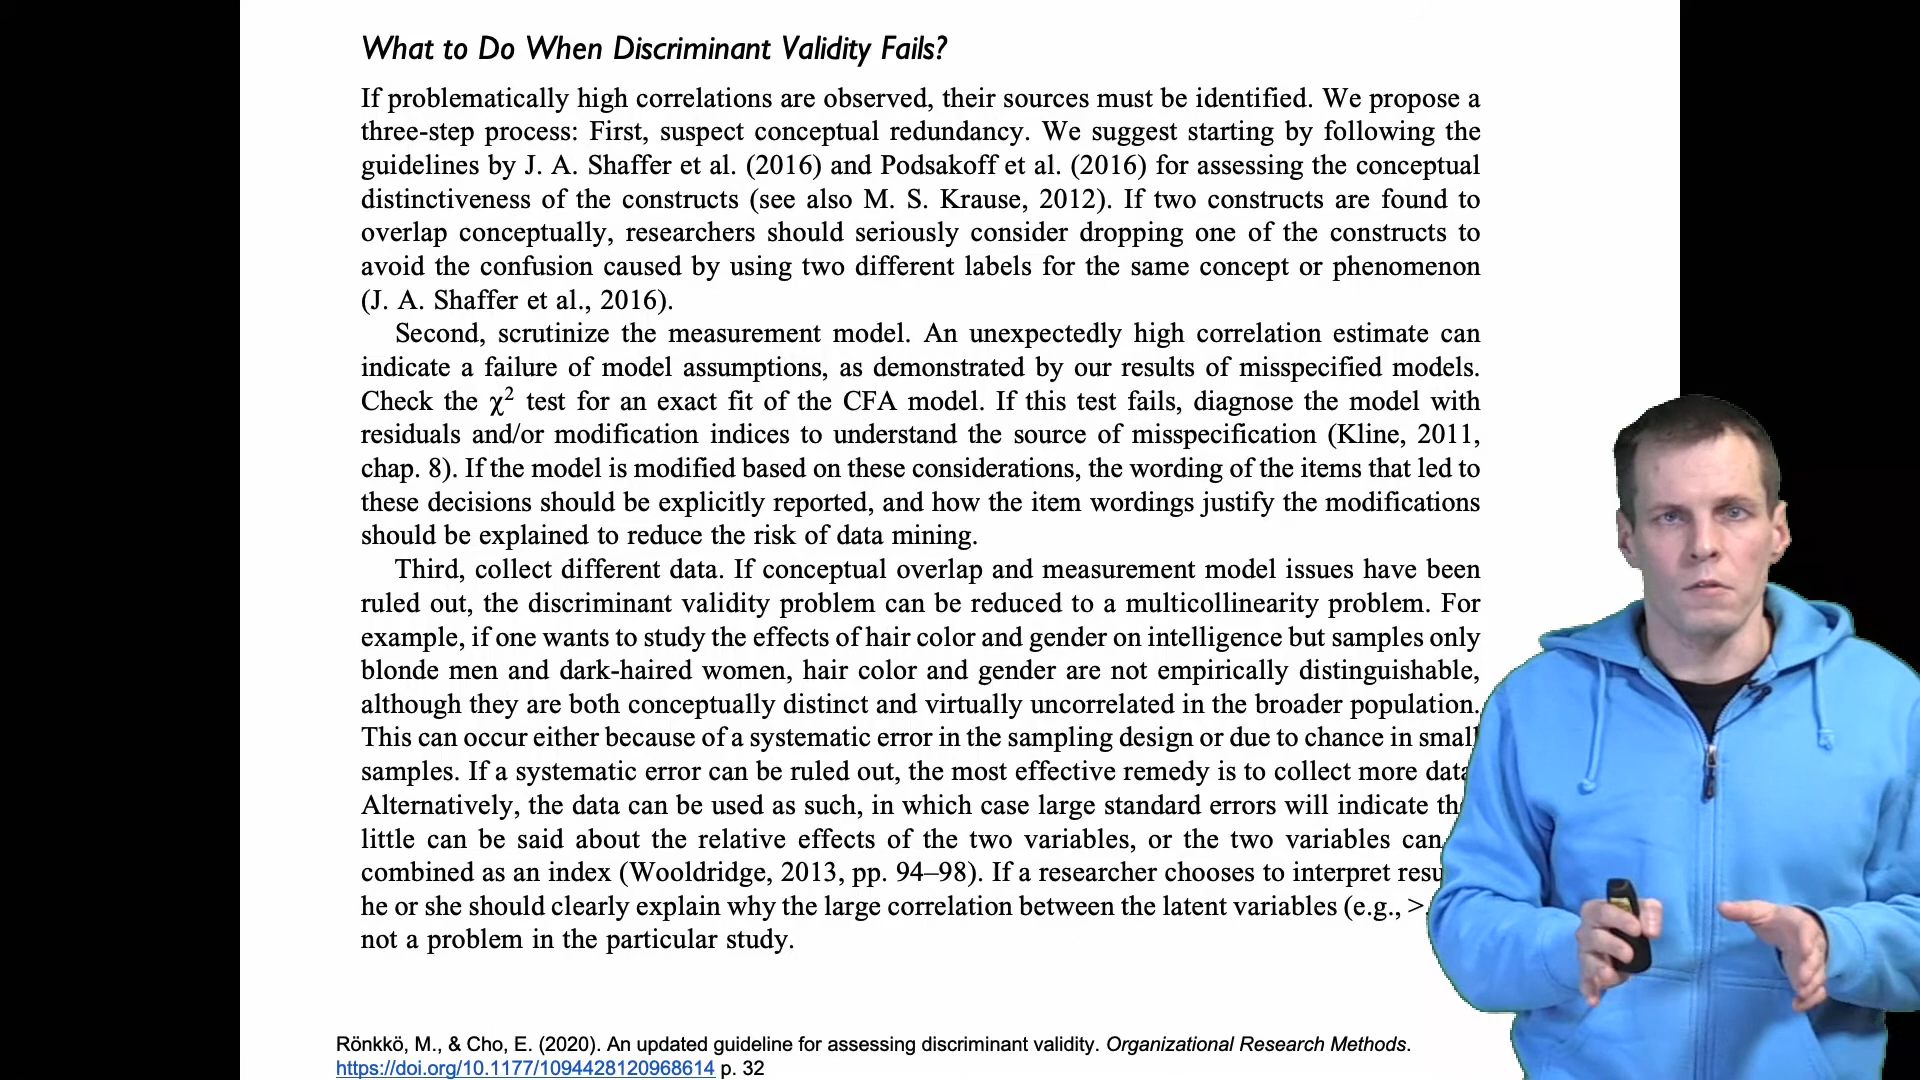 What to Do When Discriminant Validity Fails?
If problematically high correlations are observed, their sources must be identified. We propose a
three-step process: First, suspect conceptual redundancy. We suggest starting by following the
guidelines by J. A. Shaffer et al. (2016) and Podsakoff et al. (2016) for assessing the conceptual
distinctiveness of the constructs (see also M. S. Krause, 2012). If two constructs are found to
overlap conceptually, researchers should seriously consider dropping one of the constructs to
avoid the confusion caused by using two different labels for the same concept or phenomenon
(J. A. Shaffer et al., 2016).
Second, scrutinize the measurement model. An unexpectedly high correlation estimate can
indicate a failure of model assumptions, as demonstrated by our results of misspecified models.
Check the χ² test for an exact fit of the CFA model. If this test fails, diagnose the model with
residuals and/or modification indices to understand the source of misspecification (Kline, 2011,
chap. 8). If the model is modified based on these considerations, the wording of the items that led to
these decisions should be explicitly reported, and how the item wordings justify the modifications
should be explained to reduce the risk of data mining.
Third, collect different data. If conceptual overlap and measurement model issues have been
ruled out, the discriminant validity problem can be reduced to a multicollinearity problem. For
example, if one wants to study the effects of hair color and gender on intelligence but samples only
blonde men and dark-haired women, hair color and gender are not empirically distinguishable,
although they are both conceptually distinct and virtually uncorrelated in the broader population.
This can occur either because of a systematic error in the sampling design or due to chance in small
samples. If a systematic error can be ruled out, the most effective remedy is to collect more data
Alternatively, the data can be used as such, in which case large standard errors will indicate
little can be said about the relative effects of the two variables, or the two variables can
combined as an index (Wooldridge, 2013, pp. 94–98). If a researcher chooses to interpret
he or she should clearly explain why the large correlation between the latent variables (e.g., >
not a problem in the particular study.
Rönkkö, M., & Cho, E. (2020). An updated guideline for assessing discriminant validity. Organizational Research Methods.
https://doi.org/10.1177/1094428120968614 p. 32